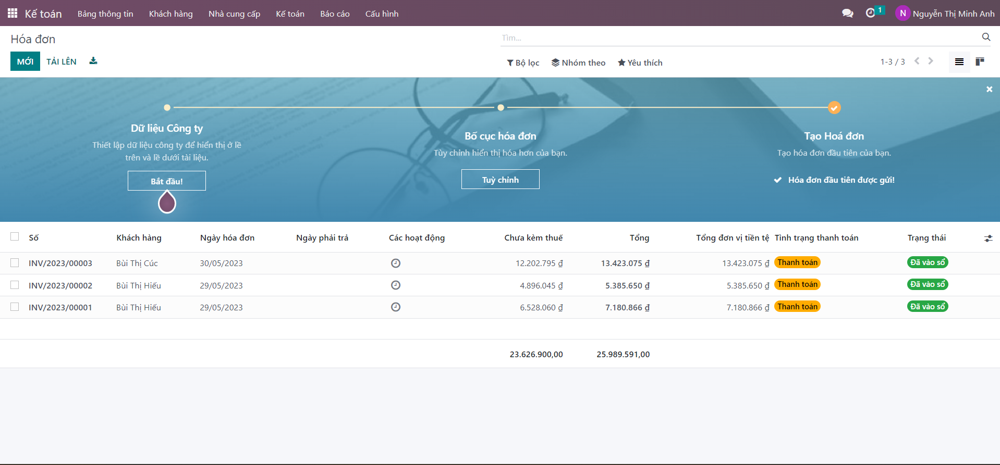 Kế toán Bảng thông tin Khách hàng Nhà cung cấp Kế toán Báo cáo Cấu hình 1 N Nguyễn Thị Minh Anh
Hóa đơn
Tìm...
MỚI TẢI LÊN
Bộ lọc Nhóm theo Yêu thích 1-3 / 3
Dữ liệu Công ty
Thiết lập dữ liệu công ty để hiển thị ở lề
trên và lề dưới tài liệu.
Bắt đầu!
Bố cục hóa đơn
Tùy chỉnh hiển thị hóa hơn của bạn.
Tuỳ chỉnh
Tạo Hoá đơn
Tạo hóa đơn đầu tiên của bạn.
Hóa đơn đầu tiên được gửi!
Số Khách hàng Ngày hóa đơn Ngày phải trả Các hoạt động Chưa kèm thuế Tổng Tổng đơn vị tiền tệ Tình trạng thanh toán Trạng thái
INV/2023/00003 Bùi Thị Cúc 30/05/2023 12.202.795 ₫ 13.423.075 ₫ 13.423.075 ₫ Thanh toán Đã vào sổ
INV/2023/00002 Bùi Thị Hiếu 29/05/2023 4.896.045 ₫ 5.385.650 ₫ 5.385.650 ₫ Thanh toán Đã vào sổ
INV/2023/00001 Bùi Thị Hiếu 29/05/2023 6.528.060 ₫ 7.180.866 ₫ 7.180.866 ₫ Thanh toán Đã vào sổ
23.626.900,00 25.989.591,00